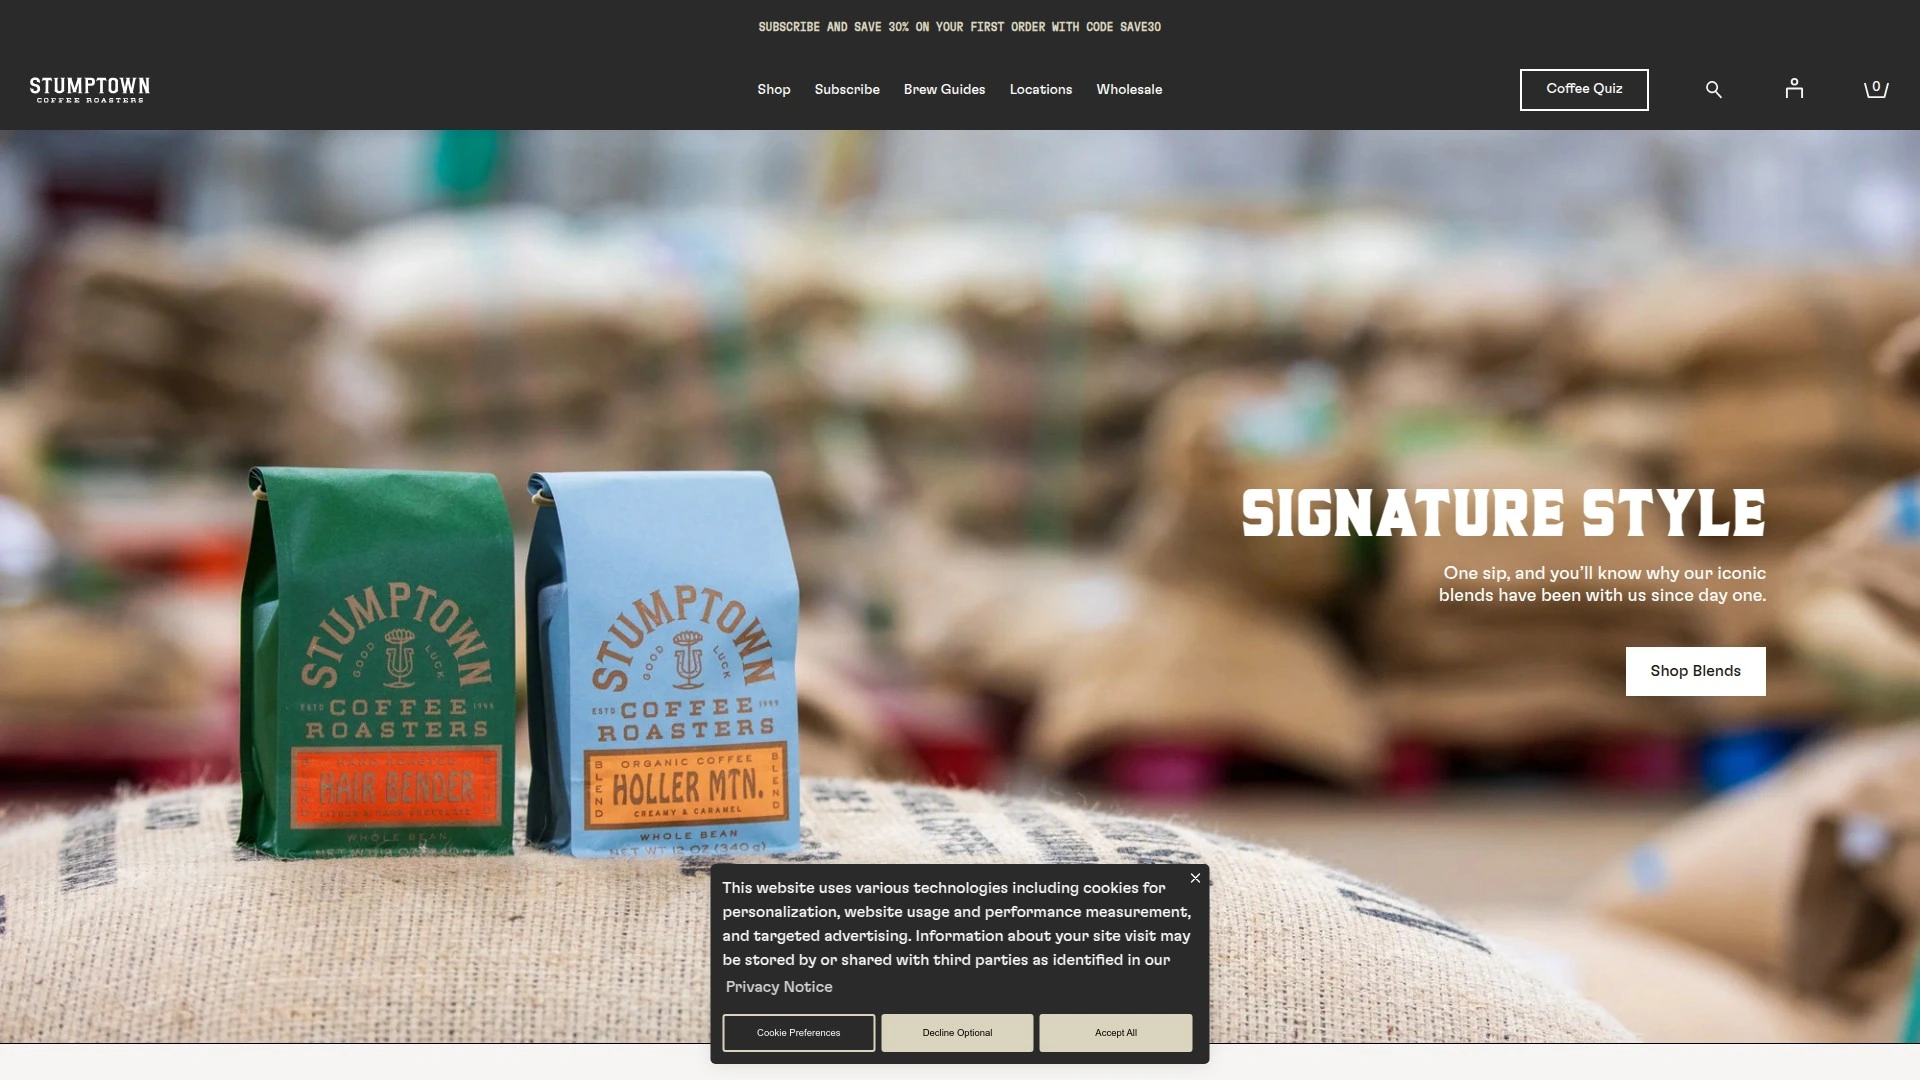 SUBSCRIBE AND SAVE 30% ON YOUR FIRST ORDER WITH CODE SAVE30
STUMPTOWN
COFFEE ROASTERS
Shop
Subscribe
Brew Guides
Locations
Wholesale
Coffee Quiz
0
SIGNATURE STYLE
One sip, and you'll know why our iconic
blends have been with us since day one.
Shop Blends
STUMPTOWN
GOOD LUCK
ESTD COFFEE 1999
ROASTERS
HAIR BENDER
WHOLE BEAN
NET WT 12 OZ (340 g)
STUMPTOWN
GOOD LUCK
ESTD COFFEE 1999
ROASTERS
BLEND
ORGANIC COFFEE
HOLLER MTN.
CREAMY & CARAMEL
BLEND
WHOLE BEAN
NET WT 12 OZ (340 g)
This website uses various technologies including cookies for
personalization, website usage and performance measurement,
and targeted advertising. Information about your site visit may
be stored by or shared with third parties as identified in our
Privacy Notice
Cookie Preferences
Decline Optional
Accept All